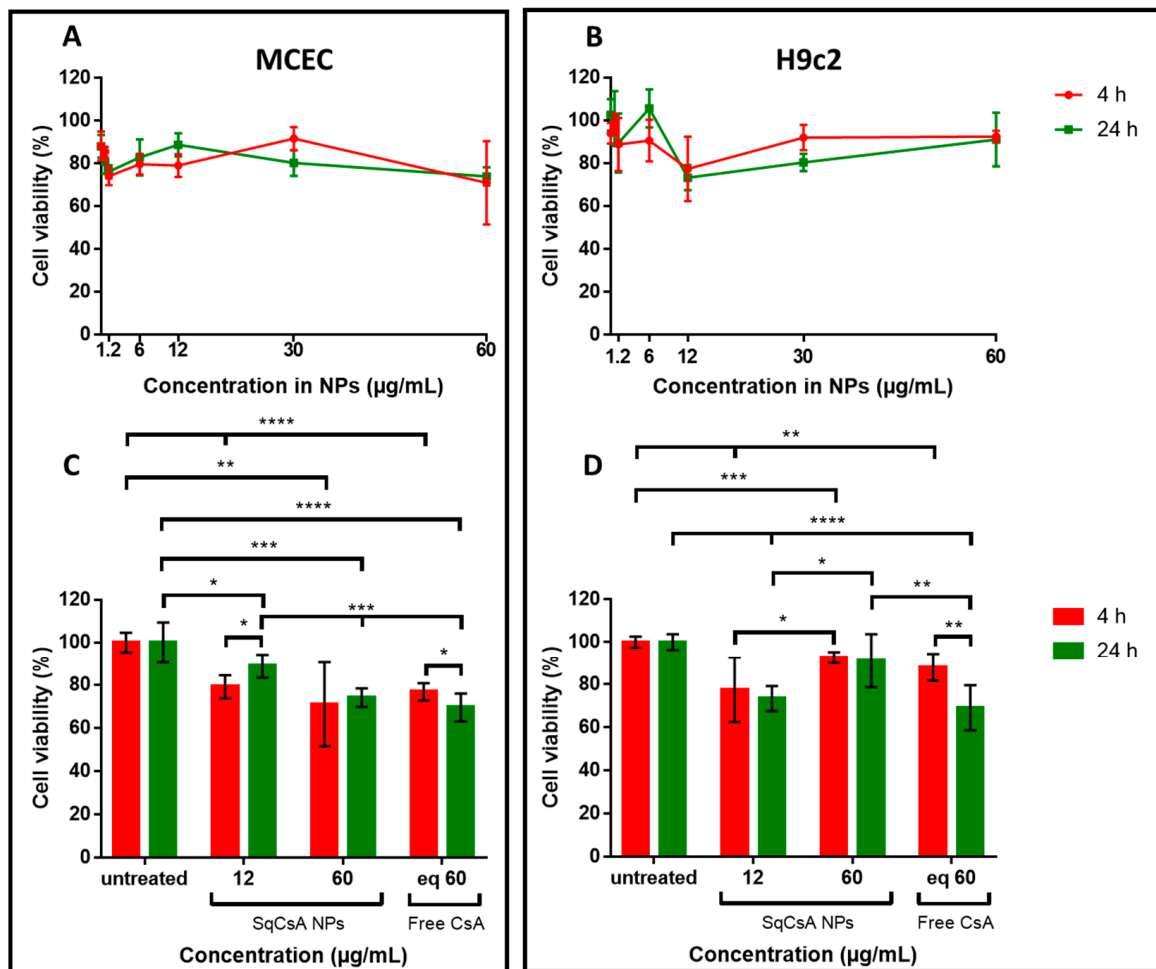 A
MCEC
120
100
80
60
40
20
0
Cell viability (%)
1.2 6 12 30 60
Concentration in NPs (µg/mL)
B
H9c2
120
100
80
60
40
20
0
Cell viability (%)
1.2 6 12 30 60
Concentration in NPs (µg/mL)
4 h
24 h
C
****
**
****
***
*
*
***
*
120
100
80
60
40
20
0
Cell viability (%)
untreated 12 60 eq 60
SqCsA NPs Free CsA
Concentration (µg/mL)
D
**
***
****
*
**
*
**
120
100
80
60
40
20
0
Cell viability (%)
untreated 12 60 eq 60
SqCsA NPs Free CsA
Concentration (µg/mL)
4 h
24 h